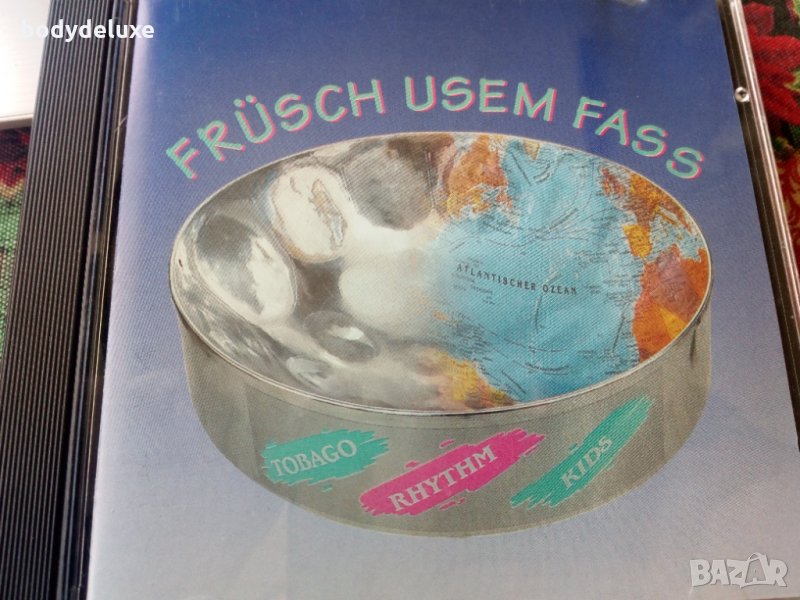 bodydeluxe
FRÜSCH USEM FASS
ATLANTISCHER OZEAN
TOBAGO
RHYTHM
KIDS
BAZAR